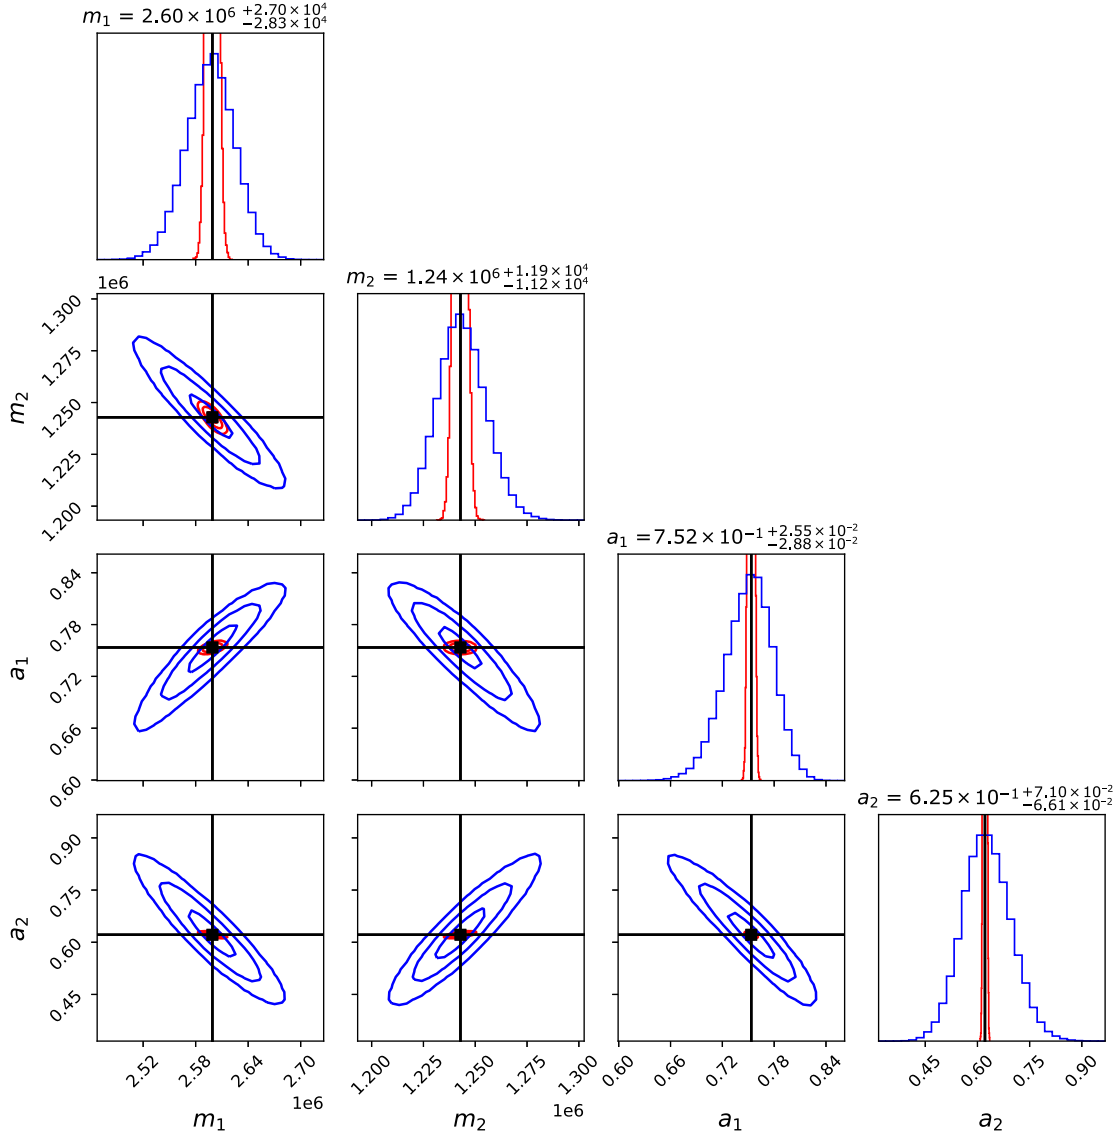 m₁ = 2.60 × 10⁶ +2.70 × 10⁴ −2.83 × 10⁴
1e6
m₂ = 1.24 × 10⁶ +1.19 × 10⁴ −1.12 × 10⁴
1.300
1.275
1.250
1.225
1.200
m₂
a₁ = 7.52 × 10⁻¹ +2.55 × 10⁻² −2.88 × 10⁻²
0.84
0.78
0.72
0.66
0.60
a₁
a₂ = 6.25 × 10⁻¹ +7.10 × 10⁻² −6.61 × 10⁻²
0.90
0.75
0.60
0.45
a₂
2.52 2.58 2.64 2.70
1e6
m₁
1.200 1.225 1.250 1.275 1.300
1e6
m₂
0.60 0.66 0.72 0.78 0.84
a₁
0.45 0.60 0.75 0.90
a₂